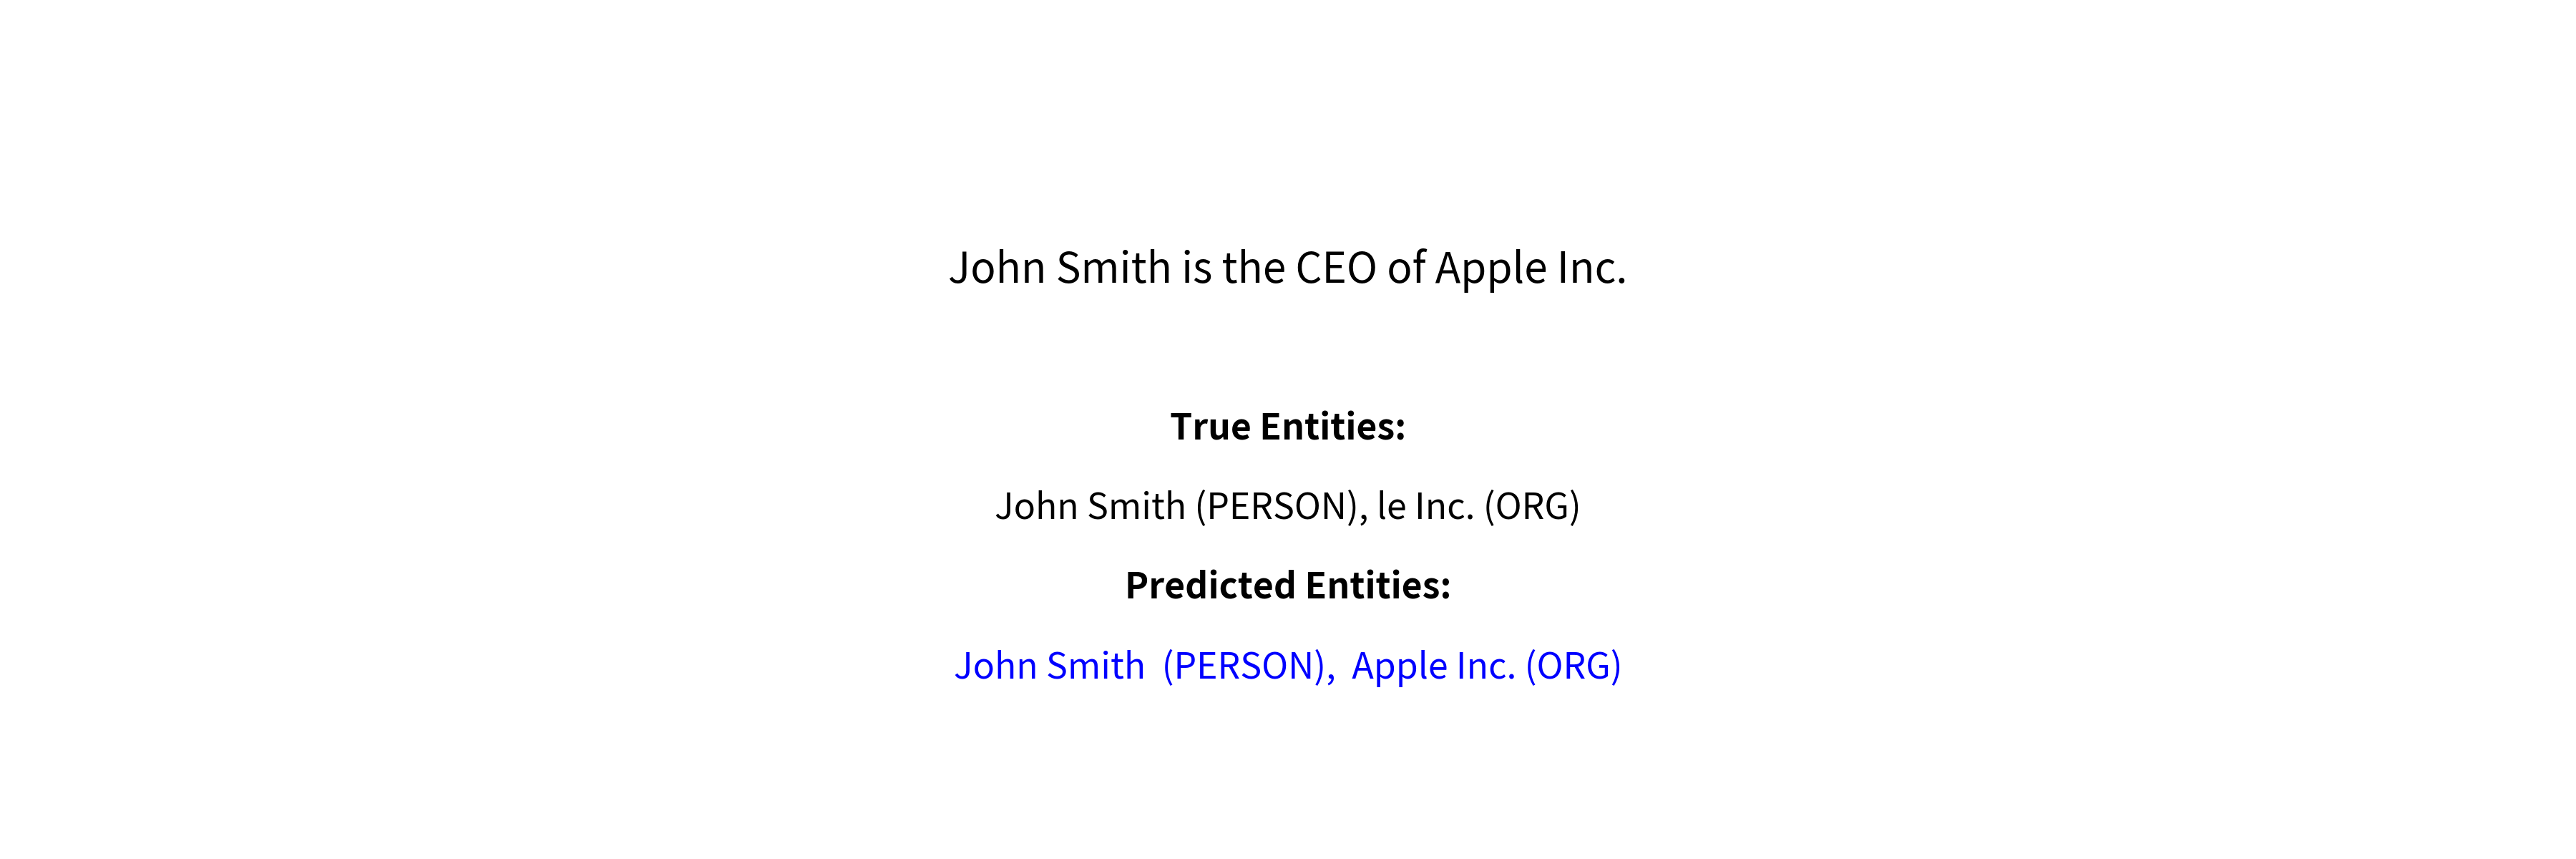 John Smith is the CEO of Apple Inc.
True Entities:
John Smith (PERSON), le Inc. (ORG)
Predicted Entities:
John Smith  (PERSON),  Apple Inc. (ORG)